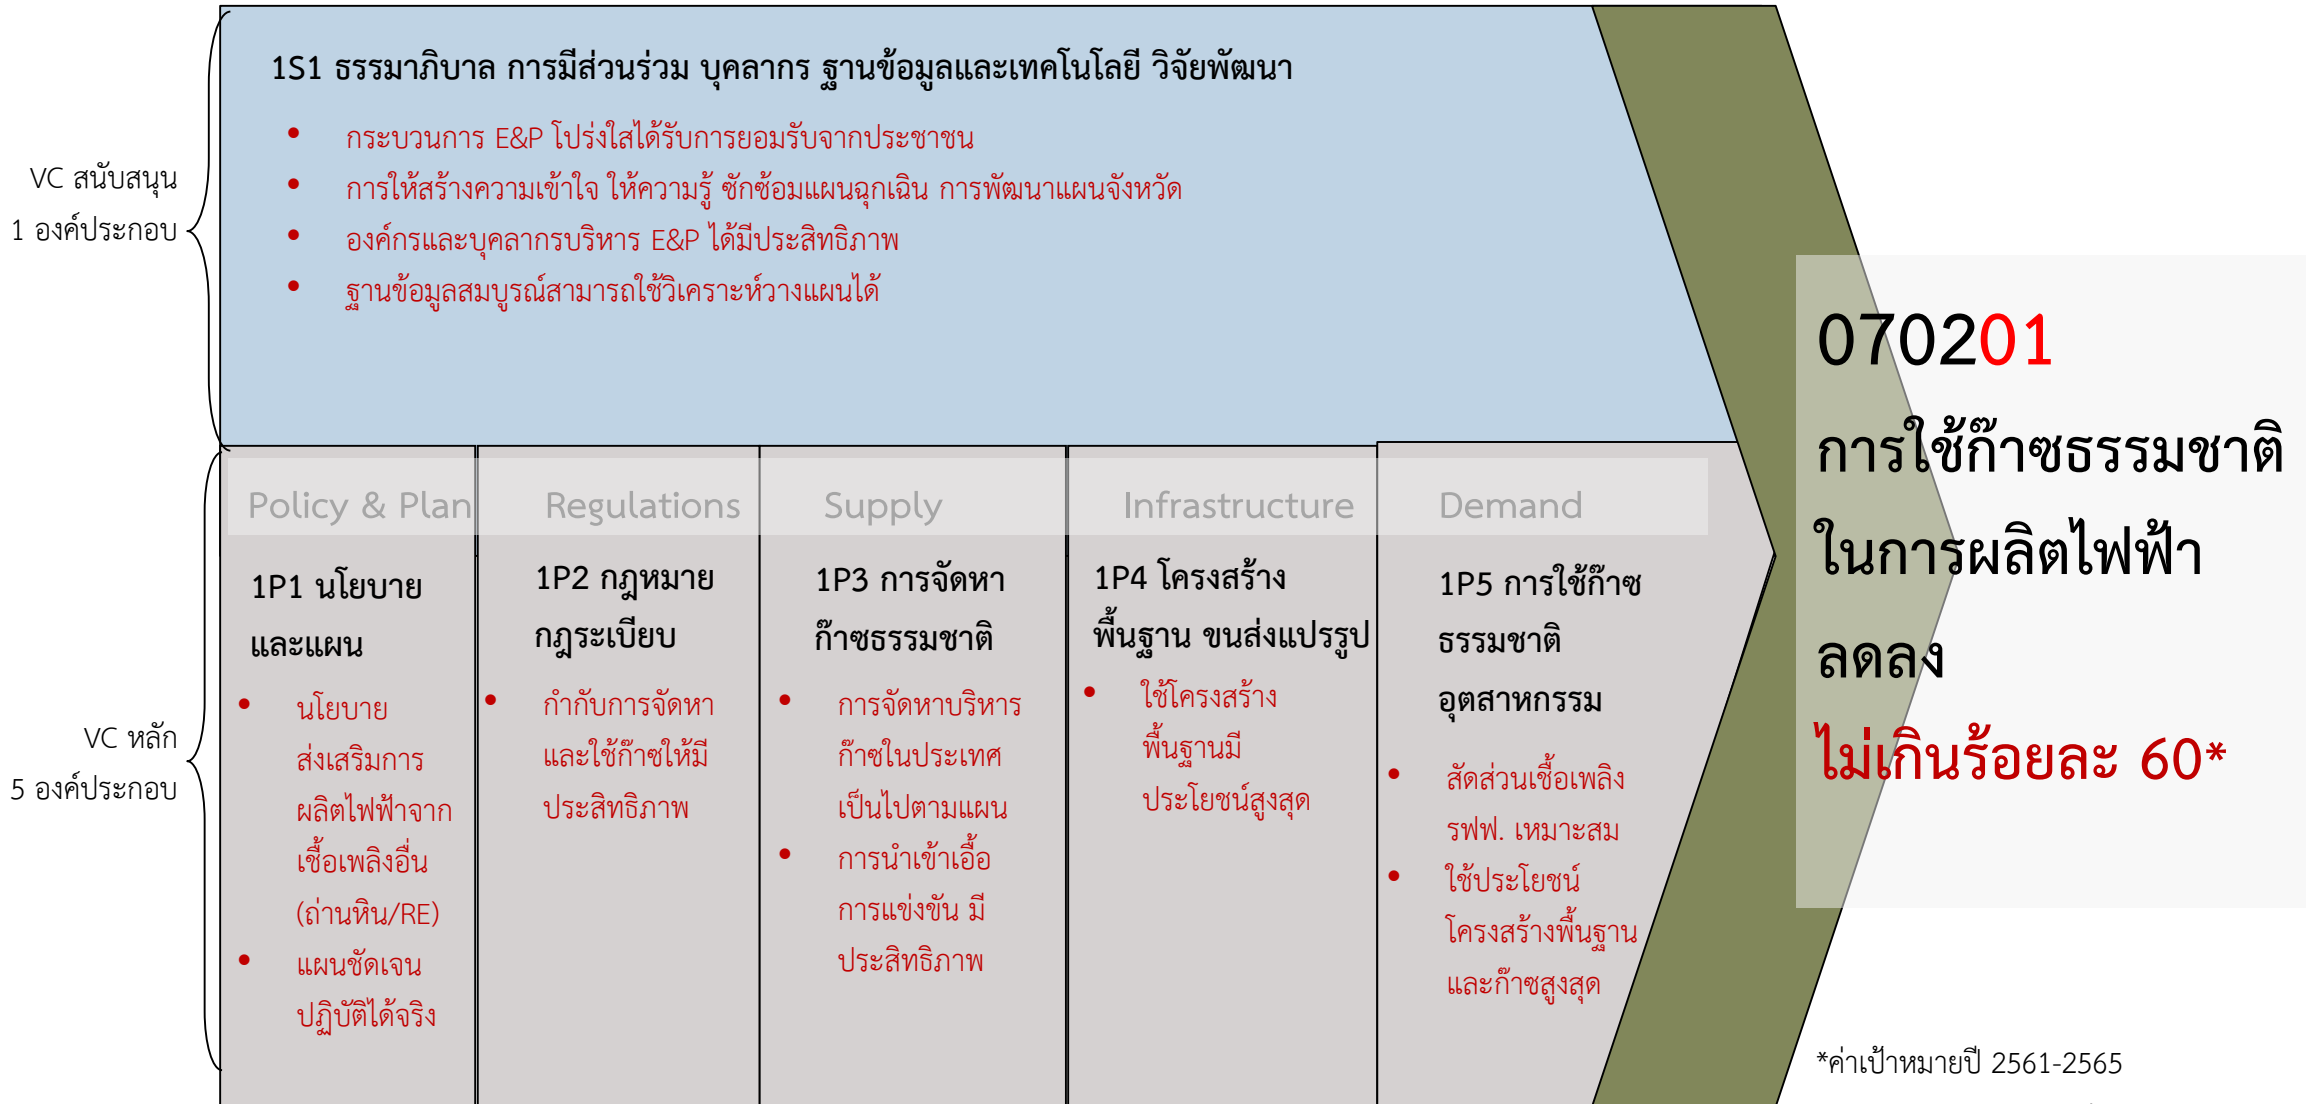 1S1 ธรรมาภิบาล การมีส่วนร่วม บุคลากร ฐานข้อมูลและเทคโนโลยี วิจัยพัฒนา
• กระบวนการ E&P โปร่งใสได้รับการยอมรับจากประชาชน
• การให้สร้างความเข้าใจ ให้ความรู้ ซักซ้อมแผนฉุกเฉิน การพัฒนาแผนจังหวัด
• องค์กรและบุคลากรบริหาร E&P ได้มีประสิทธิภาพ
• ฐานข้อมูลสมบูรณ์สามารถใช้วิเคราะห์วางแผนได้
VC สนับสนุน
1 องค์ประกอบ
VC หลัก
5 องค์ประกอบ
Policy & Plan
1P1 นโยบาย
และแผน
• นโยบาย
ส่งเสริมการ
ผลิตไฟฟ้าจาก
เชื้อเพลิงอื่น
(ถ่านหิน/RE)
• แผนชัดเจน
ปฏิบัติได้จริง
Regulations
1P2 กฎหมาย
กฎระเบียบ
• กำกับการจัดหา
และใช้ก๊าซให้มี
ประสิทธิภาพ
Supply
1P3 การจัดหา
ก๊าซธรรมชาติ
• การจัดหาบริหาร
ก๊าซในประเทศ
เป็นไปตามแผน
• การนำเข้าเอื้อ
การแข่งขัน มี
ประสิทธิภาพ
Infrastructure
1P4 โครงสร้าง
พื้นฐาน ขนส่งแปรรูป
• ใช้โครงสร้าง
พื้นฐานมี
ประโยชน์สูงสุด
Demand
1P5 การใช้ก๊าซ
ธรรมชาติ
อุตสาหกรรม
• สัดส่วนเชื้อเพลิง
รฟฟ. เหมาะสม
• ใช้ประโยชน์
โครงสร้างพื้นฐาน
และก๊าซสูงสุด
070201
การใช้ก๊าซธรรมชาติ
ในการผลิตไฟฟ้า
ลดลง
ไม่เกินร้อยละ 60*
*ค่าเป้าหมายปี 2561-2565